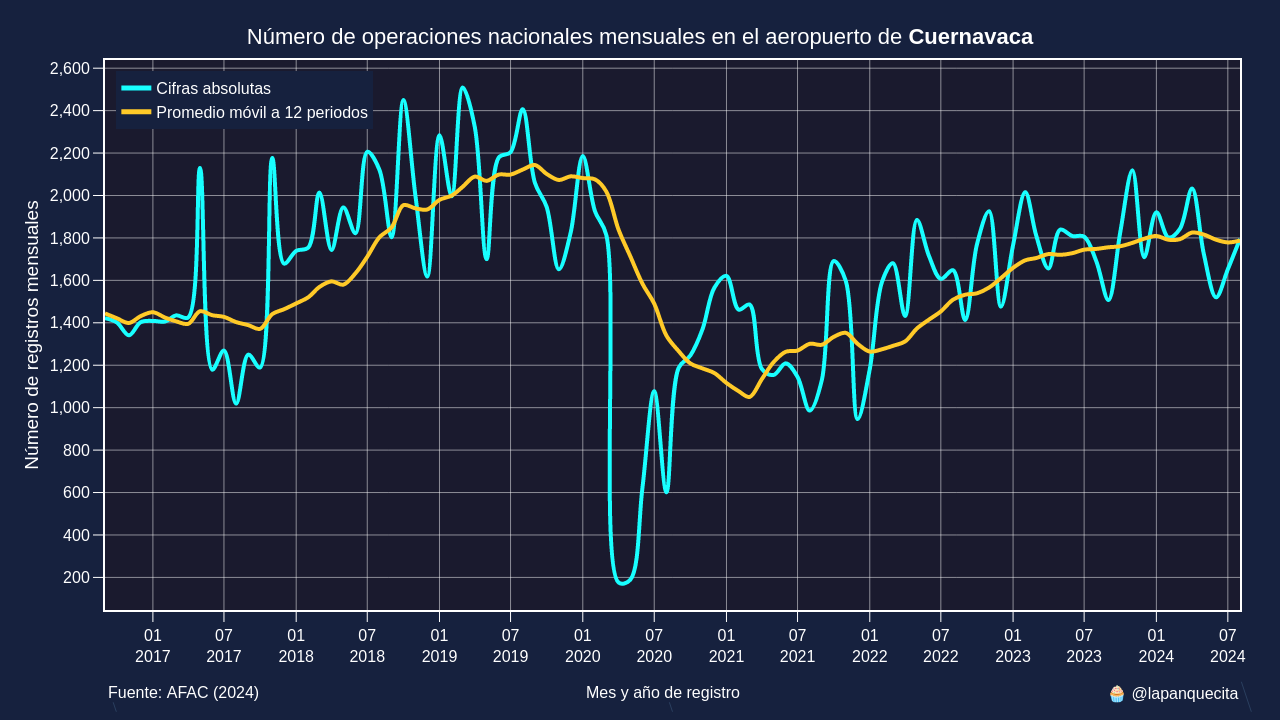 Número de operaciones nacionales mensuales en el aeropuerto de Cuernavaca
Cifras absolutas
Promedio móvil a 12 periodos
Número de registros mensuales
2,600
2,400
2,200
2,000
1,800
1,600
1,400
1,200
1,000
800
600
400
200
01 07 01 07 01 07 01 07 01 07 01 07 01 07 01 07
2017 2017 2018 2018 2019 2019 2020 2020 2021 2021 2022 2022 2023 2023 2024 2024
Fuente: AFAC (2024)
Mes y año de registro
🧁 @lapanquecita